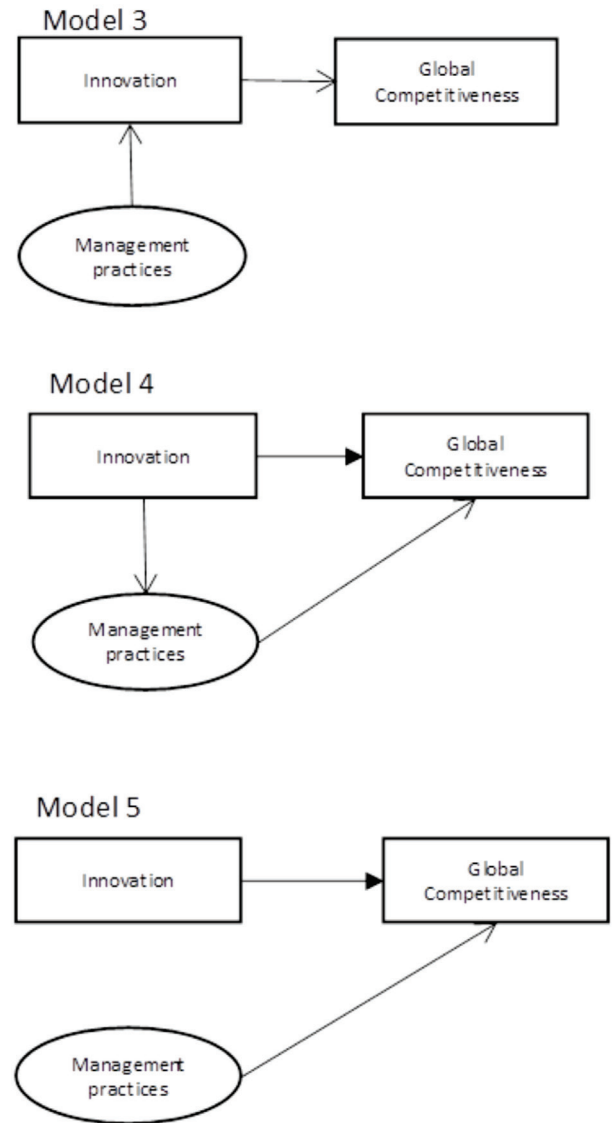 Model 3
Innovation
Global
Competitiveness
Management
practices
Model 4
Innovation
Global
Competitiveness
Management
practices
Model 5
Innovation
Global
Competitiveness
Management
practices